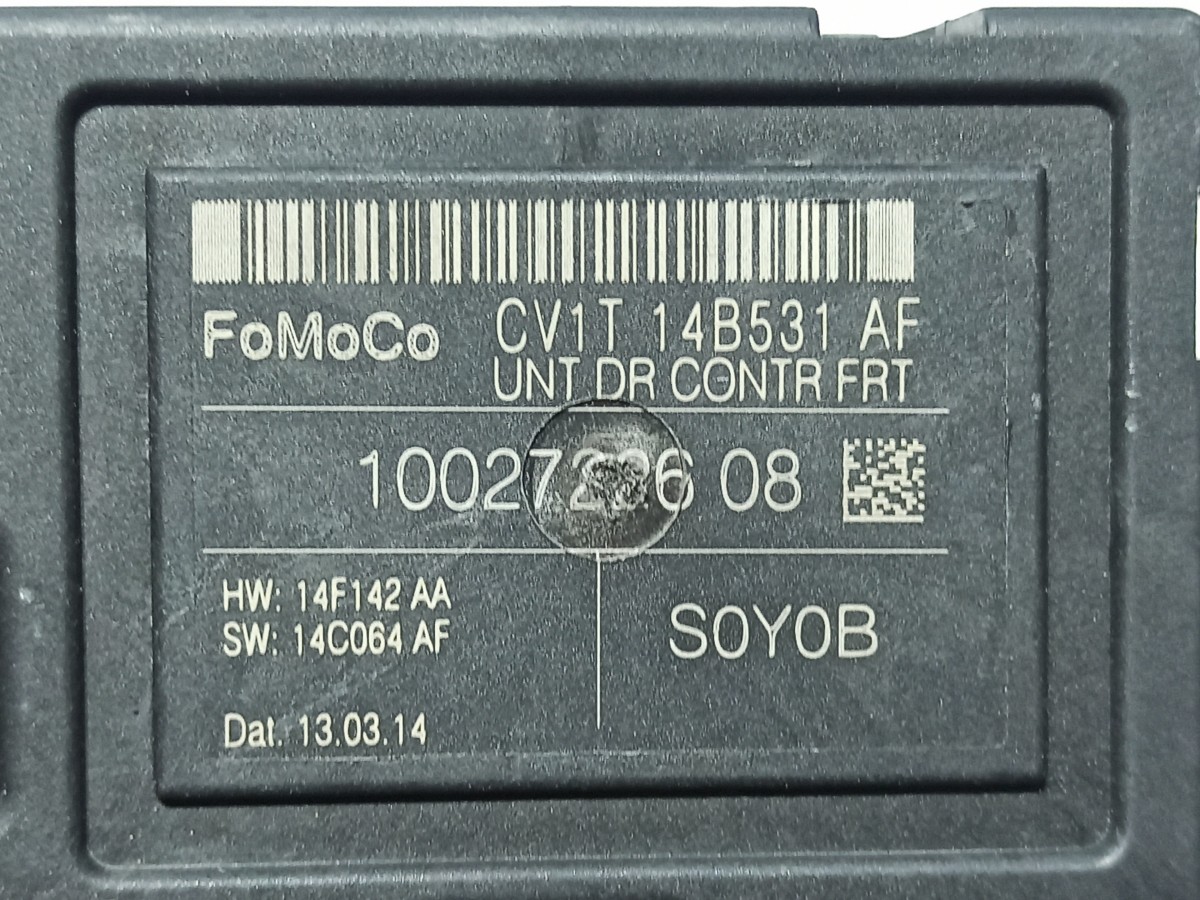 FoMoCo
CV1T 14B531 AF
UNT DR CONTR FRT
08
HW: 14F142 AA
SW: 14C064 AF
S0Y0B
Dat. 13.03.14